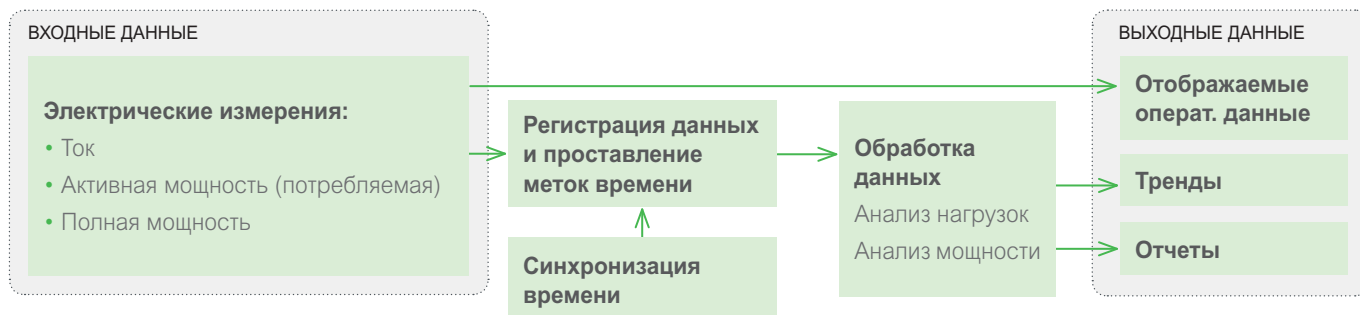 ВХОДНЫЕ ДАННЫЕ
Электрические измерения:
• Ток
• Активная мощность (потребляемая)
• Полная мощность
Регистрация данных
и проставление
меток времени
Синхронизация
времени
Обработка
данных
Анализ нагрузок
Анализ мощности
ВЫХОДНЫЕ ДАННЫЕ
Отображаемые
операт. данные
Тренды
Отчеты